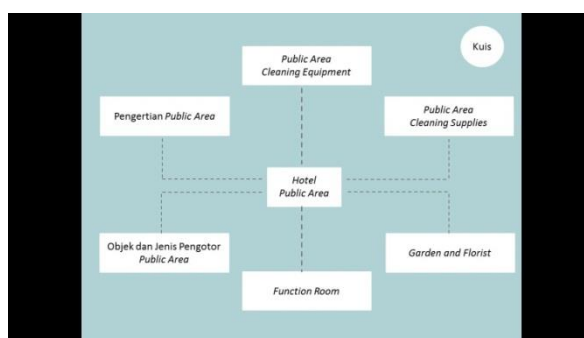 Kuis
Public Area
Cleaning Equipment
Pengertian Public Area
Public Area
Cleaning Supplies
Hotel
Public Area
Objek dan Jenis Pengotor
Public Area
Garden and Florist
Function Room